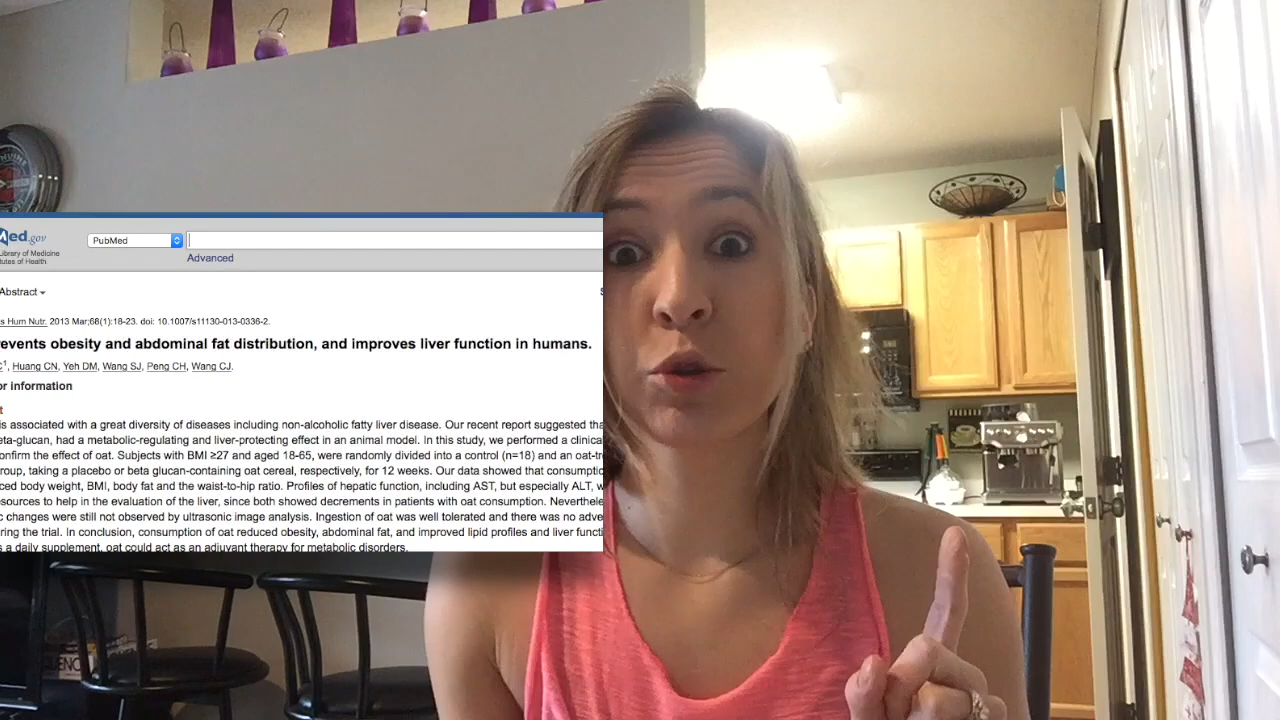 Med.gov
PubMed
Library of Medicine
Advanced
tutes of Health
Abstract
s Hum Nutr. 2013 Mar;68(1):18-23. doi: 10.1007/s11130-013-0336-2.
events obesity and abdominal fat distribution, and improves liver function in humans.
C1, Huang CN, Yeh DM, Wang SJ, Peng CH, Wang CJ.
or information
t
is associated with a great diversity of diseases including non-alcoholic fatty liver disease. Our recent report suggested tha
eta-glucan, had a metabolic-regulating and liver-protecting effect in an animal model. In this study, we performed a clinica
onfirm the effect of oat. Subjects with BMI ≥27 and aged 18-65, were randomly divided into a control (n=18) and an oat-tr
roup, taking a placebo or beta glucan-containing oat cereal, respectively, for 12 weeks. Our data showed that consumptio
ced body weight, BMI, body fat and the waist-to-hip ratio. Profiles of hepatic function, including AST, but especially ALT, w
esources to help in the evaluation of the liver, since both showed decrements in patients with oat consumption. Neverthele
c changes were still not observed by ultrasonic image analysis. Ingestion of oat was well tolerated and there was no adve
ring the trial. In conclusion, consumption of oat reduced obesity, abdominal fat, and improved lipid profiles and liver functi
s a daily supplement, oat could act as an adjuvant therapy for metabolic disorders.